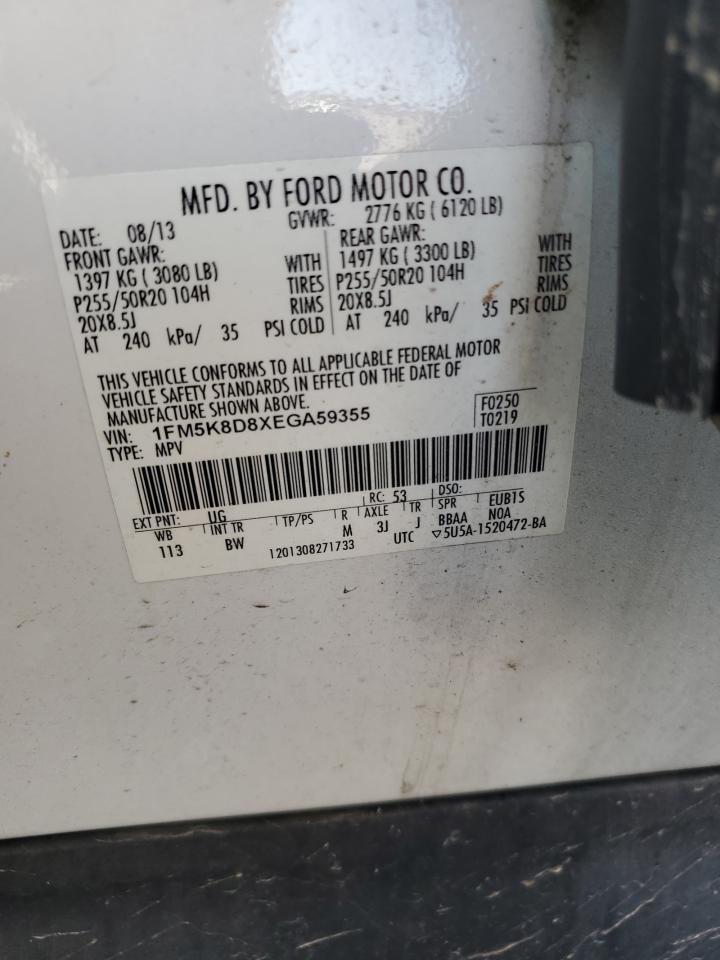 MFD. BY FORD MOTOR CO.
DATE: 08/13 GVWR: 2776 KG ( 6120 LB)
FRONT GAWR: REAR GAWR:
1397 KG ( 3080 LB) WITH 1497 KG ( 3300 LB) WITH
P255/50R20 104H TIRES P255/50R20 104H TIRES
20X8.5J RIMS 20X8.5J RIMS
AT 240 kPa/ 35 PSI COLD AT 240 kPa/ 35 PSI COLD
THIS VEHICLE CONFORMS TO ALL APPLICABLE FEDERAL MOTOR
VEHICLE SAFETY STANDARDS IN EFFECT ON THE DATE OF
MANUFACTURE SHOWN ABOVE.
VIN: 1FM5K8D8XEGA59355 F0250
TYPE: MPV T0219
EXT PNT: UG RC: 53 DSO:
WB INT TR TP/PS R AXLE TR SPR EUB1S
113 BW M 3J J BBAA NOA
1201308271733 UTC ▽5U5A-1520472-BA